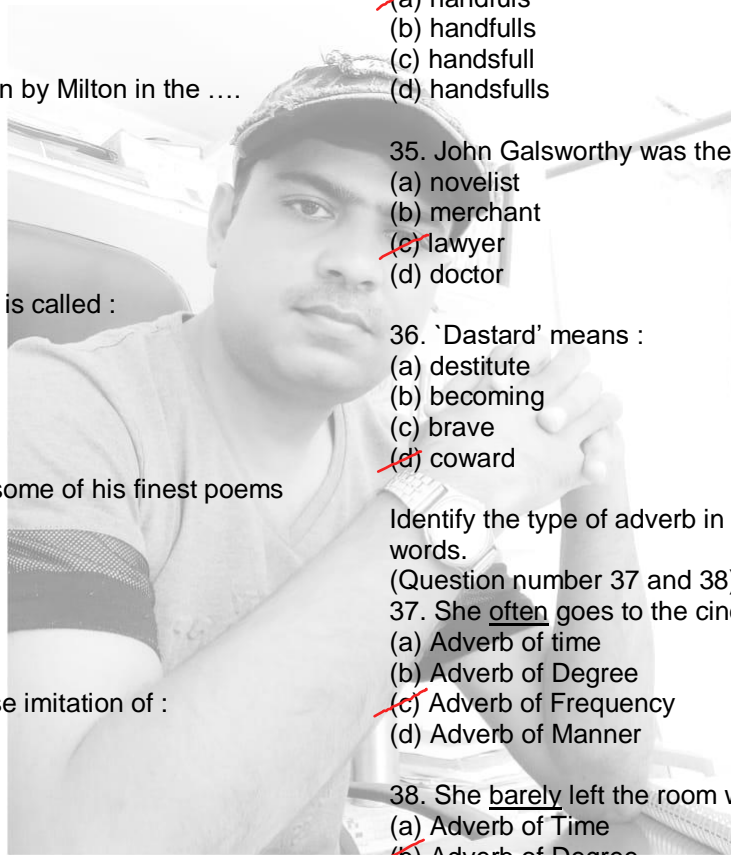 n by Milton in the ….
is called :
some of his finest poems
se imitation of :
(a) handfuls
(b) handfulls
(c) handsfull
(d) handsfulls
35. John Galsworthy was the
(a) novelist
(b) merchant
(c) lawyer
(d) doctor
36. `Dastard’ means :
(a) destitute
(b) becoming
(c) brave
(d) coward
Identify the type of adverb in
words.
(Question number 37 and 38)
37. She often goes to the cin
(a) Adverb of time
(b) Adverb of Degree
(c) Adverb of Frequency
(d) Adverb of Manner
38. She barely left the room w
(a) Adverb of Time
(b) Adverb of Degree